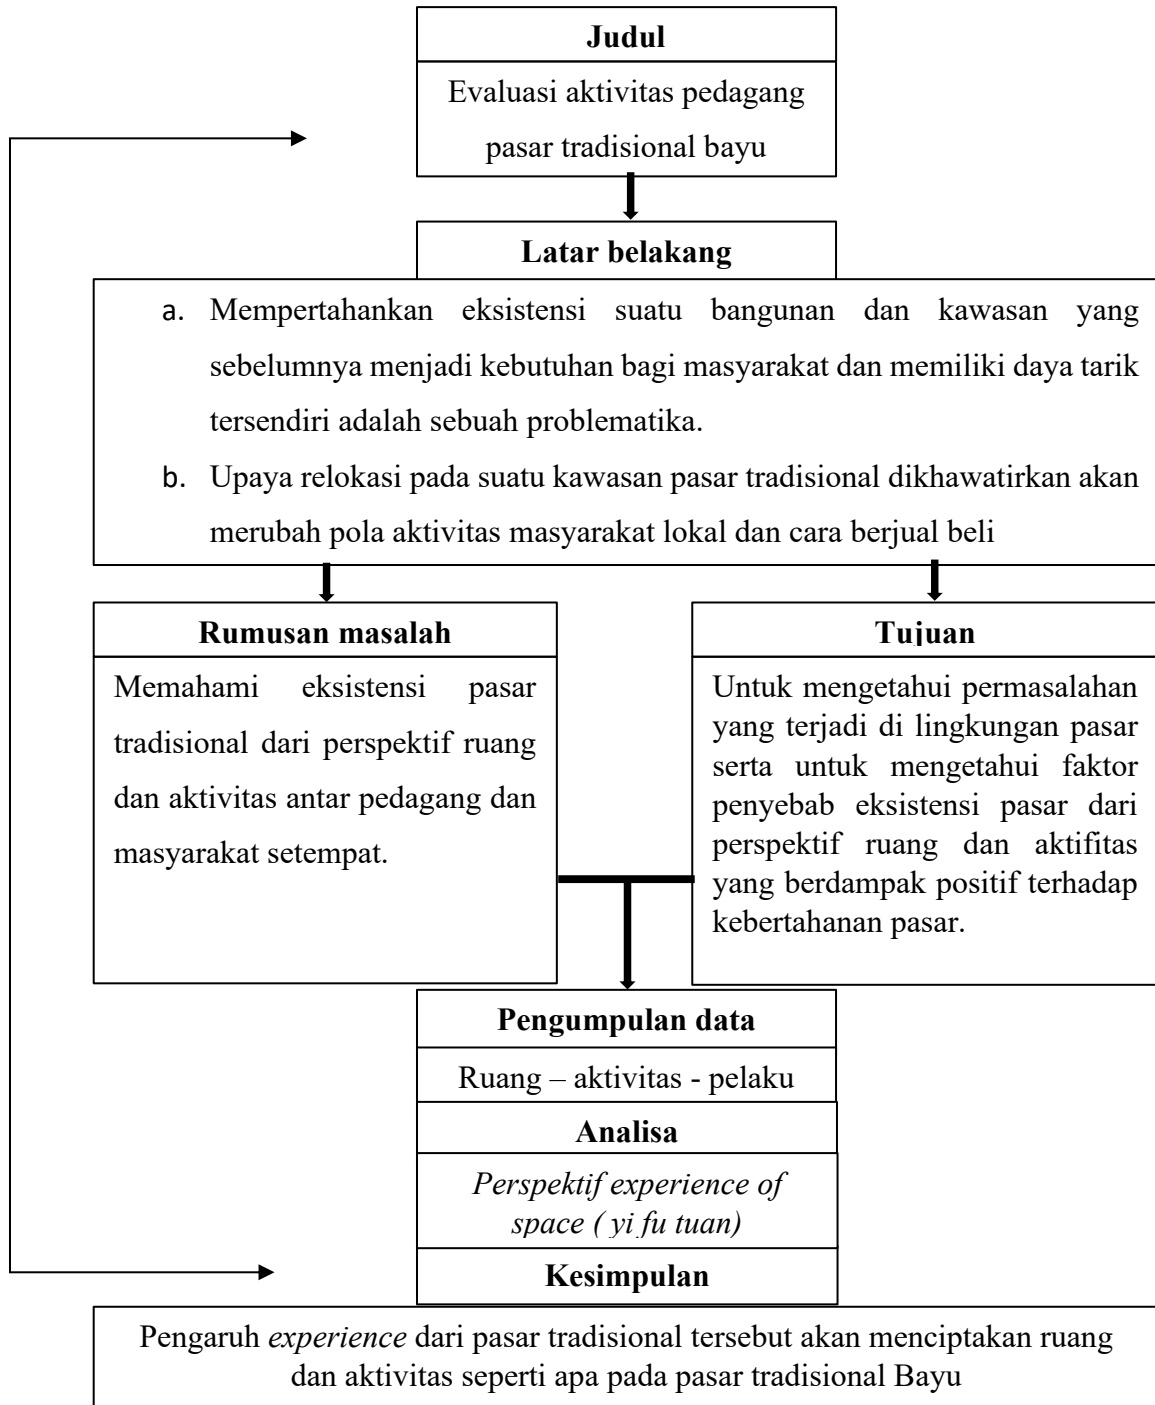 Judul
Evaluasi aktivitas pedagang
pasar tradisional bayu
Latar belakang
a. Mempertahankan eksistensi suatu bangunan dan kawasan yang
sebelumnya menjadi kebutuhan bagi masyarakat dan memiliki daya tarik
tersendiri adalah sebuah problematika.
b. Upaya relokasi pada suatu kawasan pasar tradisional dikhawatirkan akan
merubah pola aktivitas masyarakat lokal dan cara berjual beli
Rumusan masalah
Memahami eksistensi pasar
tradisional dari perspektif ruang
dan aktivitas antar pedagang dan
masyarakat setempat.
Tujuan
Untuk mengetahui permasalahan
yang terjadi di lingkungan pasar
serta untuk mengetahui faktor
penyebab eksistensi pasar dari
perspektif ruang dan aktifitas
yang berdampak positif terhadap
kebertahanan pasar.
Pengumpulan data
Ruang – aktivitas - pelaku
Analisa
Perspektif experience of
space ( yi fu tuan)
Kesimpulan
Pengaruh experience dari pasar tradisional tersebut akan menciptakan ruang
dan aktivitas seperti apa pada pasar tradisional Bayu